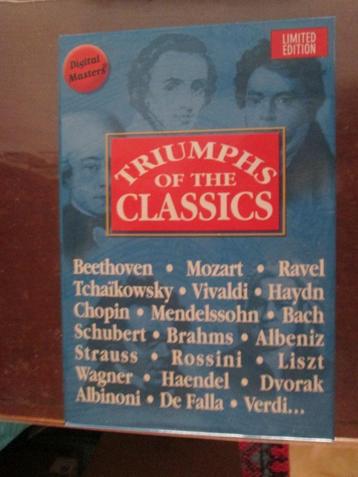 Digital
Masters
LIMITED
EDITION
TRIUMPHS
OF THE
CLASSICS
Beethoven • Mozart • Ravel
Tchaïkowsky • Vivaldi • Haydn
Chopin • Mendelssohn • Bach
Schubert • Brahms • Albeniz
Strauss • Rossini • Liszt
Wagner • Haendel • Dvorak
Albinoni • De Falla • Verdi...